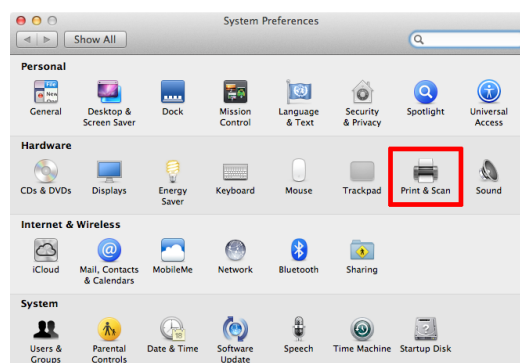 System Preferences
Show All
Personal
General
Desktop &
Screen Saver
Dock
Mission
Control
Language
& Text
Security
& Privacy
Spotlight
Universal
Access
Hardware
CDs & DVDs
Displays
Energy
Saver
Keyboard
Mouse
Trackpad
Print & Scan
Sound
Internet & Wireless
iCloud
Mail, Contacts
& Calendars
MobileMe
Network
Bluetooth
Sharing
System
Users &
Groups
Parental
Controls
Date & Time
Software
Update
Speech
Time Machine
Startup Disk